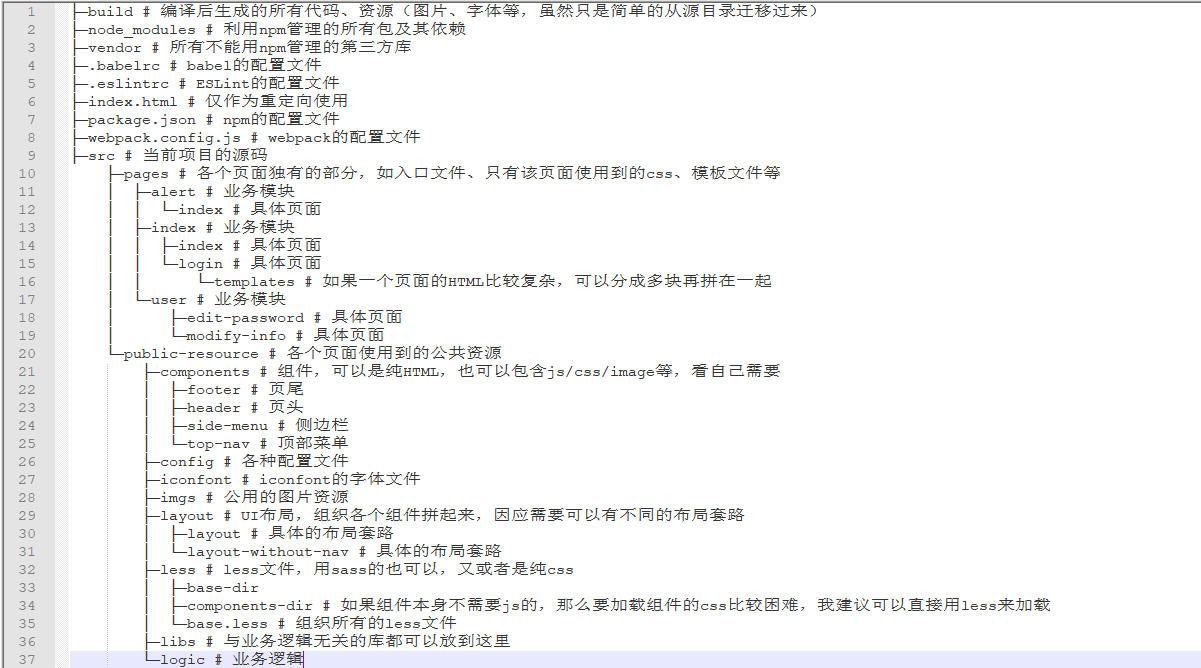 1 ├─build # 编译后生成的所有代码、资源（图片、字体等，虽然只是简单的从源目录迁移过来）
2 ├─node_modules # 利用npm管理的所有包及其依赖
3 ├─vendor # 所有不能用npm管理的第三方库
4 ├─.babelrc # babel的配置文件
5 ├─.eslintrc # ESLint的配置文件
6 ├─index.html # 仅作为重定向使用
7 ├─package.json # npm的配置文件
8 ├─webpack.config.js # webpack的配置文件
9 ├─src # 当前项目的源码
10     ├─pages # 各个页面独有的部分，如入口文件、只有该页面使用到的css、模板文件等
11     │  ├─alert # 业务模块
12     │  │  └─index # 具体页面
13     │  ├─index # 业务模块
14     │  │  ├─index # 具体页面
15     │  │  └─login # 具体页面
16     │  │      └─templates # 如果一个页面的HTML比较复杂，可以分成多块再拼在一起
17     │  └─user # 业务模块
18     │      ├─edit-password # 具体页面
19     │      └─modify-info # 具体页面
20     └─public-resource # 各个页面使用到的公共资源
21         ├─components # 组件，可以是纯HTML，也可以包含js/css/image等，看自己需要
22         │  ├─footer # 页尾
23         │  ├─header # 页头
24         │  ├─side-menu # 侧边栏
25         │  └─top-nav # 顶部菜单
26         ├─config # 各种配置文件
27         ├─iconfont # iconfont的字体文件
28         ├─imgs # 公用的图片资源
29         ├─layout # UI布局，组织各个组件拼起来，因应需要可以有不同的布局套路
30         │  ├─layout # 具体的布局套路
31         │  └─layout-without-nav # 具体的布局套路
32         ├─less # less文件，用sass的也可以，又或者是纯css
33         │  ├─base-dir
34         │  ├─components-dir # 如果组件本身不需要js的，那么要加载组件的css比较困难，我建议可以直接用less来加载
35         │  └─base.less # 组织所有的less文件
36         ├─libs # 与业务逻辑无关的库都可以放到这里
37         └─logic # 业务逻辑